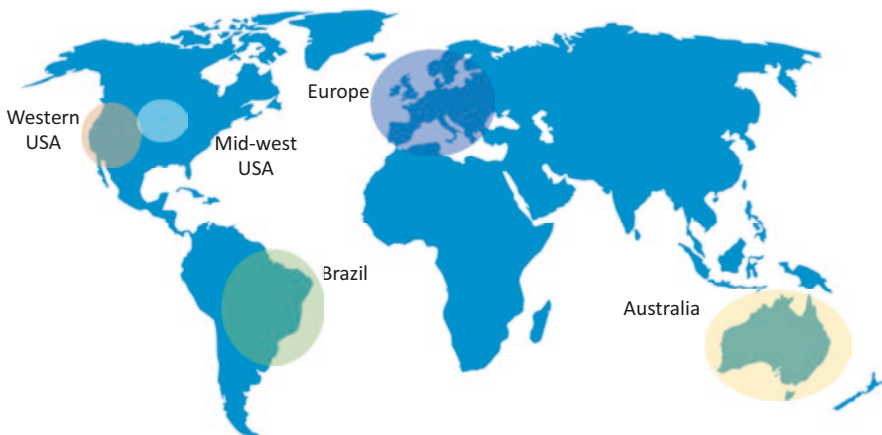 Europe
Western
USA
Mid-west
USA
Brazil
Australia